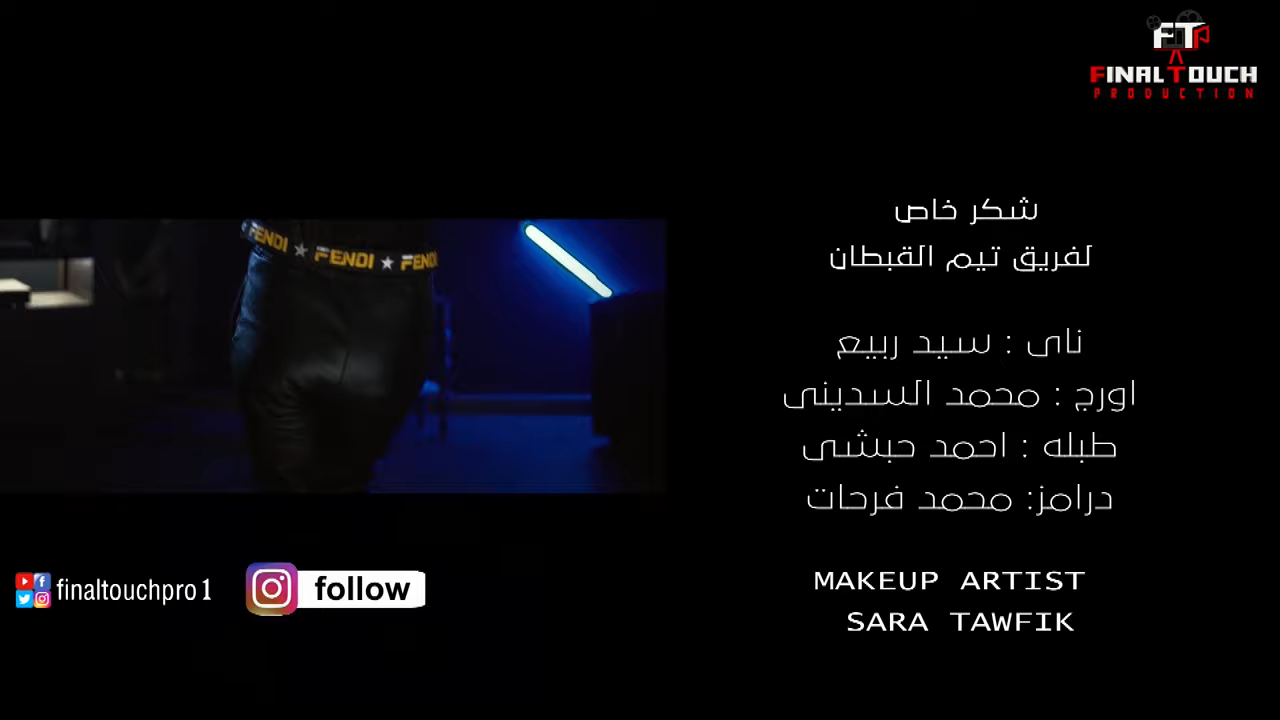 FTP
FINAL TOUCH
PRODUCTION
شكر خاص
لفريق تيم القبطان
FENDI ★ FENDI ★ FENDI
ناى : سيد ربيع
اورج : محمد السدينى
طبله : احمد حبشى
درامز: محمد فرحات
finaltouchpro1
follow
MAKEUP ARTIST
SARA TAWFIK